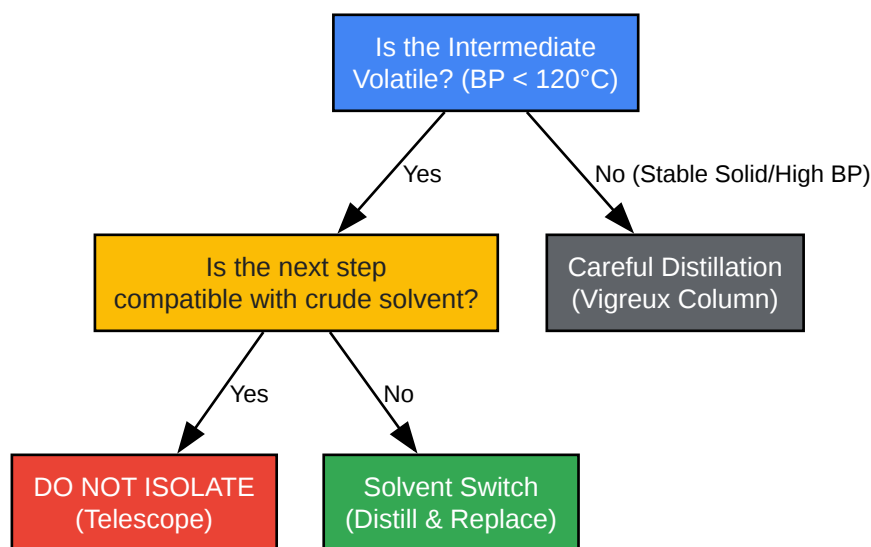 Is the Intermediate
Volatile? (BP < 120°C)
Yes
No (Stable Solid/High BP)
Is the next step
compatible with crude solvent?
Careful Distillation
(Vigreux Column)
Yes
No
DO NOT ISOLATE
(Telescope)
Solvent Switch
(Distill & Replace)